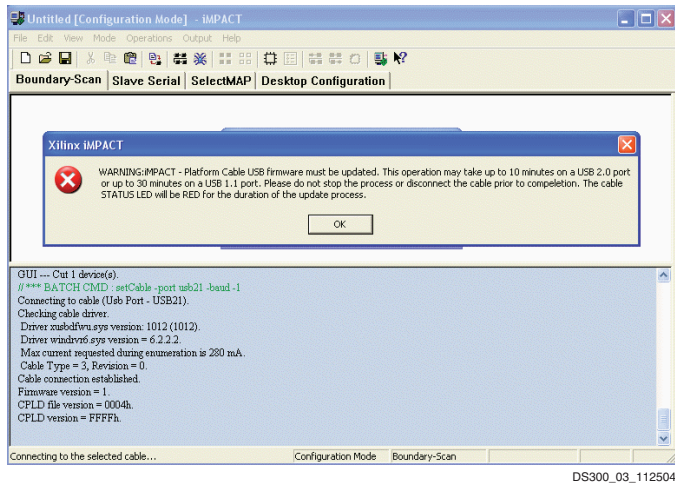 Untitled [Configuration Mode] - iMPACT
File Edit View Mode Operations Output Help
Boundary-Scan Slave Serial SelectMAP Desktop Configuration
Xilinx iMPACT
WARNING:iMPACT - Platform Cable USB firmware must be updated. This operation may take up to 10 minutes on a USB 2.0 port
or up to 30 minutes on a USB 1.1 port. Please do not stop the process or disconnect the cable prior to compeletion. The cable
STATUS LED will be RED for the duration of the update process.
OK
GUI --- Cut 1 device(s).
// *** BATCH CMD : setCable -port usb21 -baud -1
Connecting to cable (Usb Port - USB21).
Checking cable driver.
Driver xusbdfwu.sys version: 1012 (1012).
Driver windrvr6.sys version = 6.2.2.2.
Max current requested during enumeration is 280 mA.
Cable Type = 3, Revision = 0.
Cable connection established.
Firmware version = 1.
CPLD file version = 0004h.
CPLD version = FFFFh.
Connecting to the selected cable... Configuration Mode Boundary-Scan
DS300_03_112504